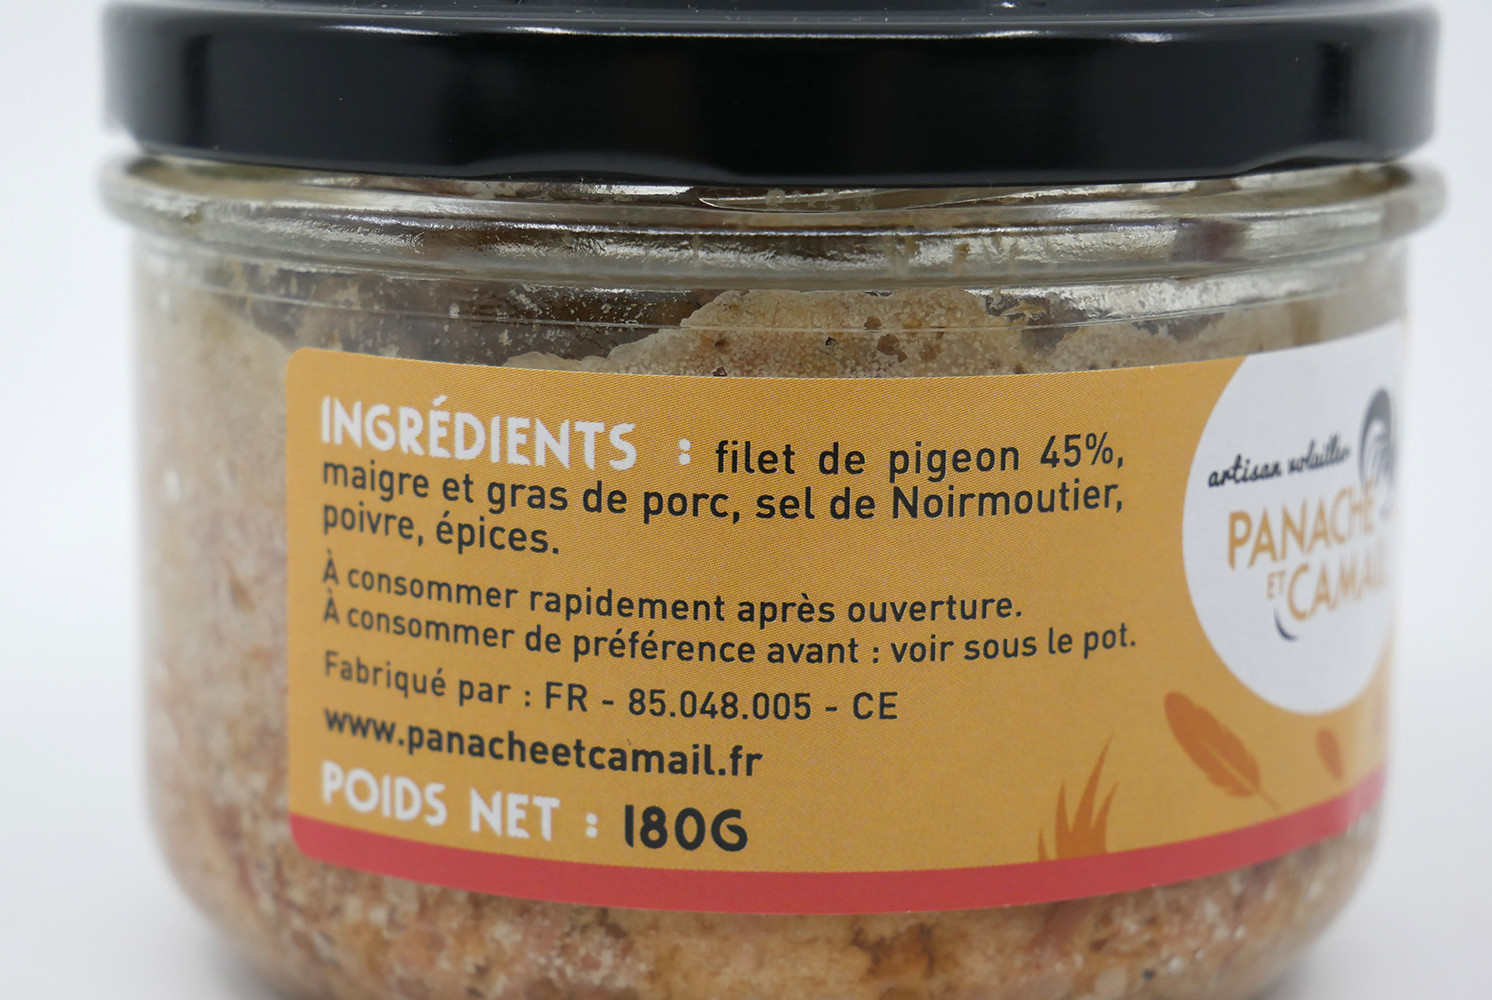 INGRÉDIENTS : filet de pigeon 45%,
maigre et gras de porc, sel de Noirmoutier,
poivre, épices.
À consommer rapidement après ouverture.
À consommer de préférence avant : voir sous le pot.
Fabriqué par : FR - 85.048.005 - CE
www.panacheetcamail.fr
POIDS NET : 180G
artisan volailler
PANACHE
ET CAMAIL